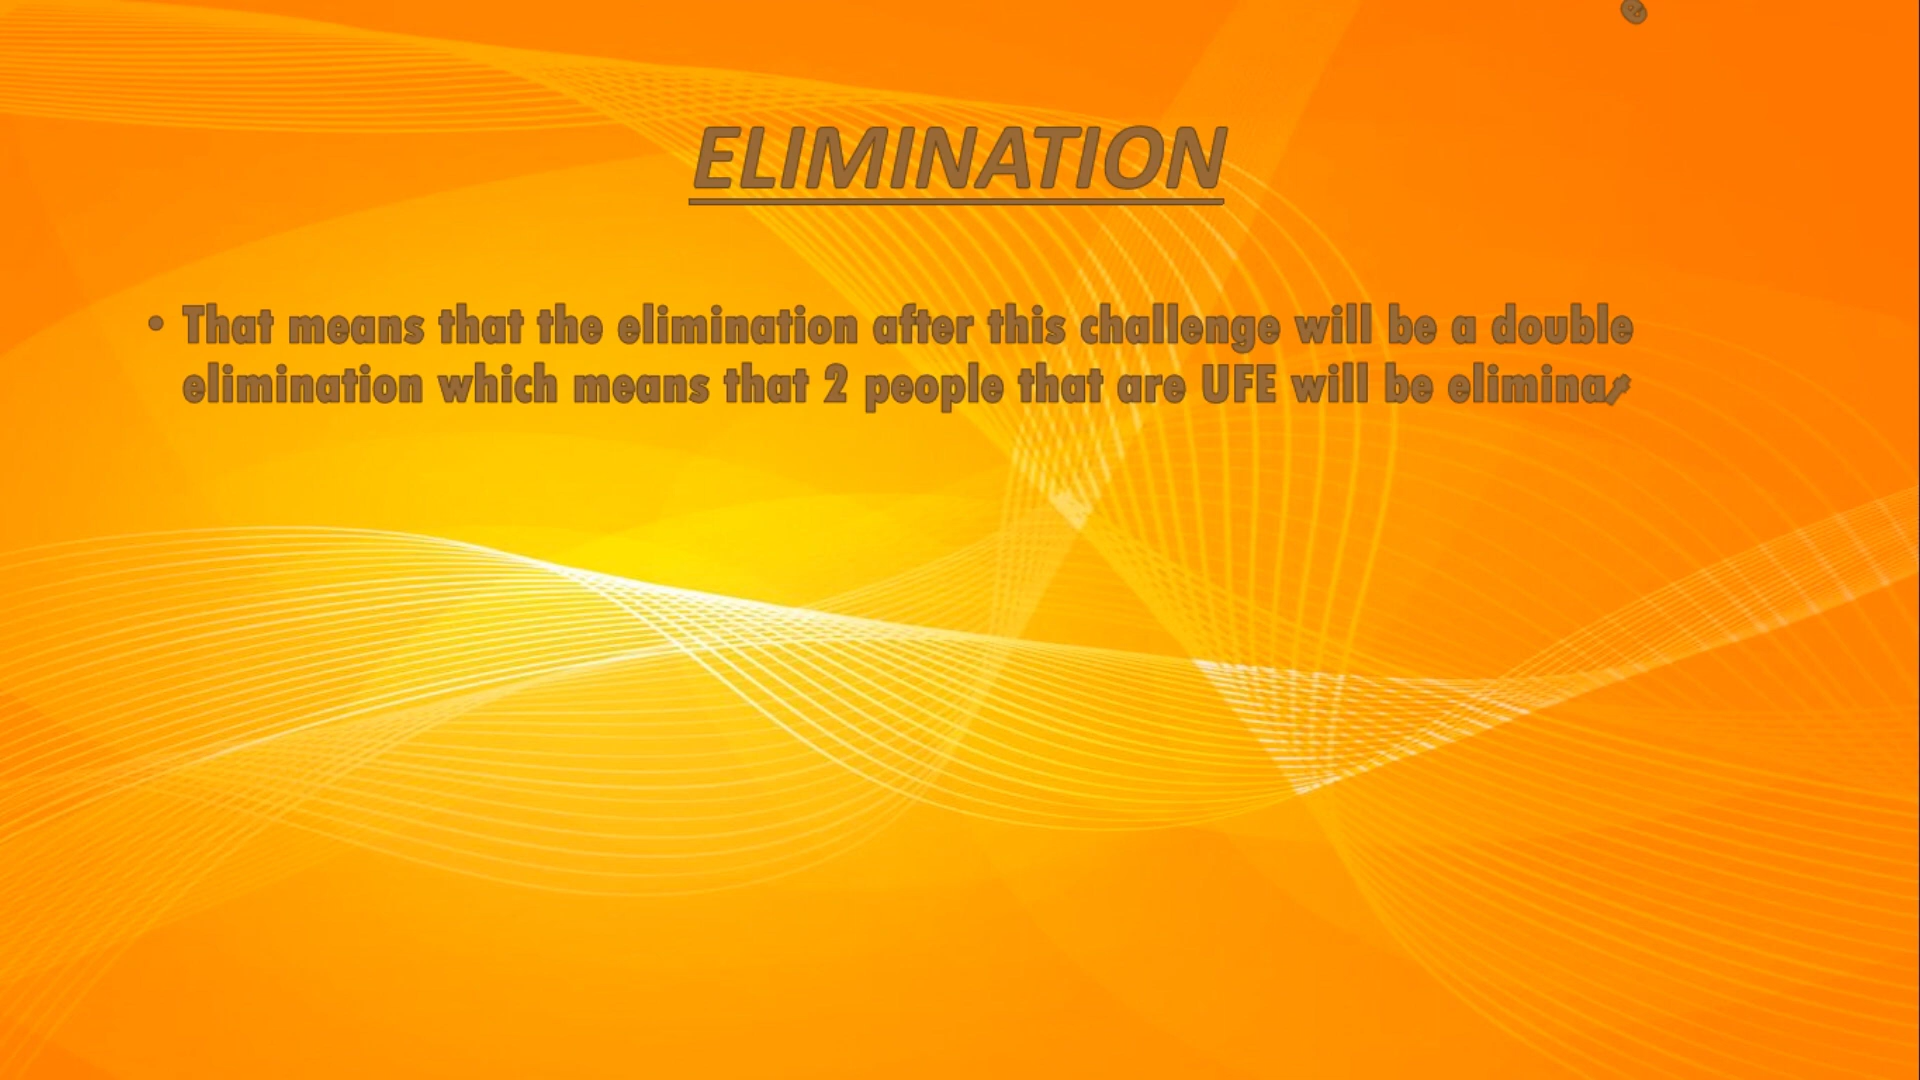 ELIMINATION
• That means that the elimination after this challenge will be a double
elimination which means that 2 people that are UFE will be elimina